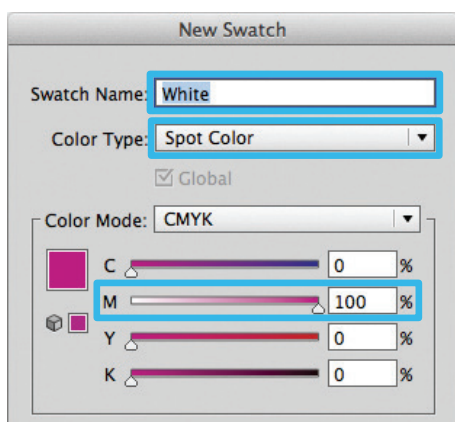 New Swatch
Swatch Name: White
Color Type: Spot Color
Global
Color Mode: CMYK
C 0 %
M 100 %
Y 0 %
K 0 %